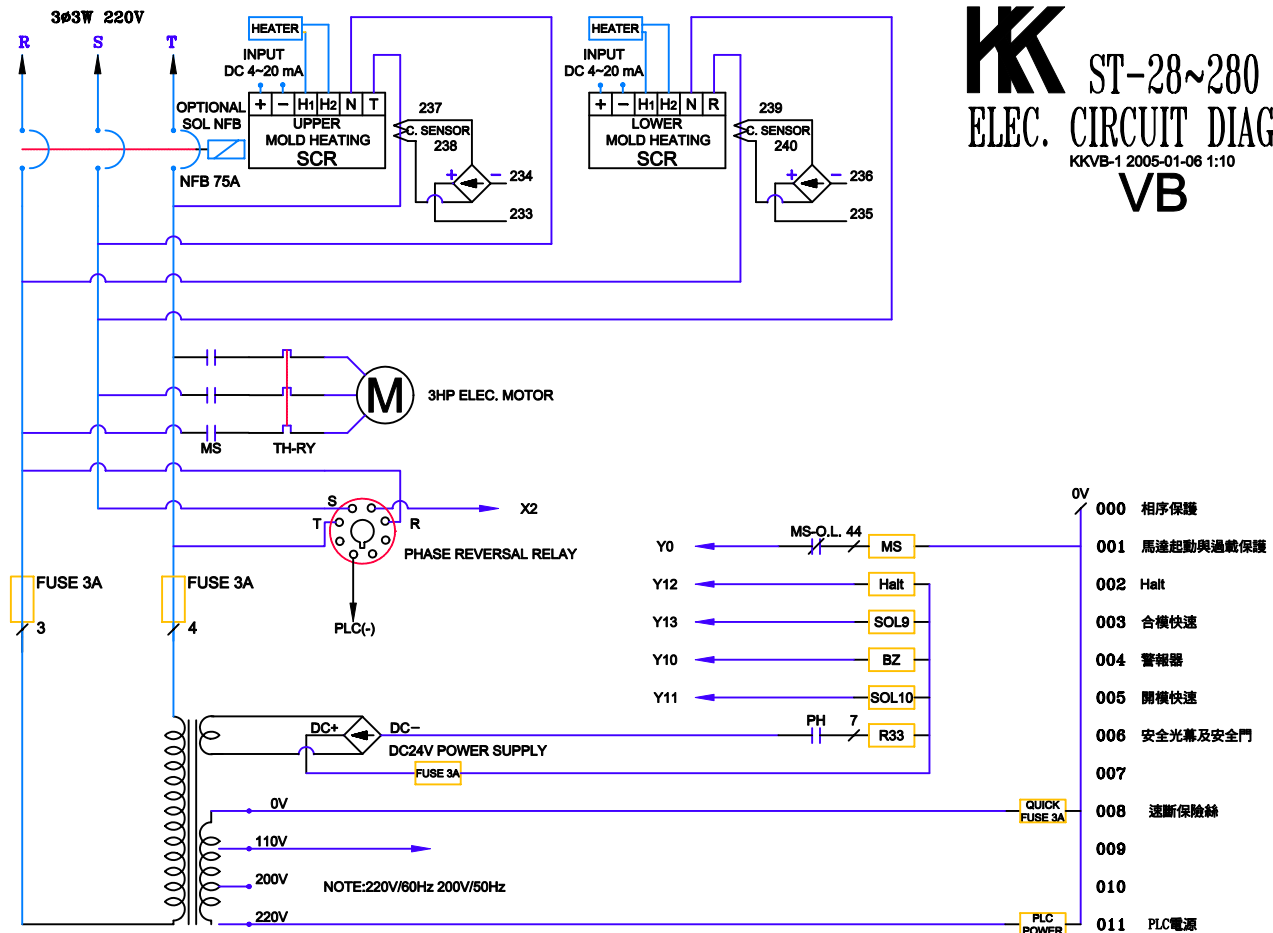 3ø3W 220V
R S T
HEATER
INPUT
DC 4~20 mA
+ − H1 H2 N T
UPPER
MOLD HEATING
SCR
OPTIONAL
SOL NFB
NFB 75A
237
C. SENSOR
238
+ −
234
233
HEATER
INPUT
DC 4~20 mA
+ − H1 H2 N R
LOWER
MOLD HEATING
SCR
239
C. SENSOR
240
+ −
236
235
KK
ST-28~280
ELEC. CIRCUIT DIAG
KKVB-1 2005-01-06 1:10
VB
M
3HP ELEC. MOTOR
MS
TH-RY
S
T
R
X2
PHASE REVERSAL RELAY
PLC(-)
FUSE 3A
3
FUSE 3A
4
0V
000 相序保護
Y0 MS-O.L. 44 MS
001 馬達起動與過載保護
Y12 Halt
002 Halt
Y13 SOL9
003 合模快速
Y10 BZ
004 警報器
Y11 SOL10
005 開模快速
DC+ DC−
PH 7 R33
006 安全光幕及安全門
DC24V POWER SUPPLY
FUSE 3A
007
0V
QUICK
FUSE 3A
008 速斷保險絲
110V
009
200V
NOTE:220V/60Hz 200V/50Hz
010
220V
PLC
POWER
011 PLC電源